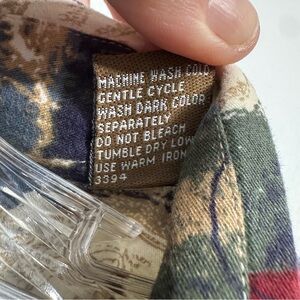 MACHINE WASH COLD
GENTLE CYCLE
WASH DARK COLOR
SEPARATELY
DO NOT BLEACH
TUMBLE DRY LOW
USE WARM IRON
3394